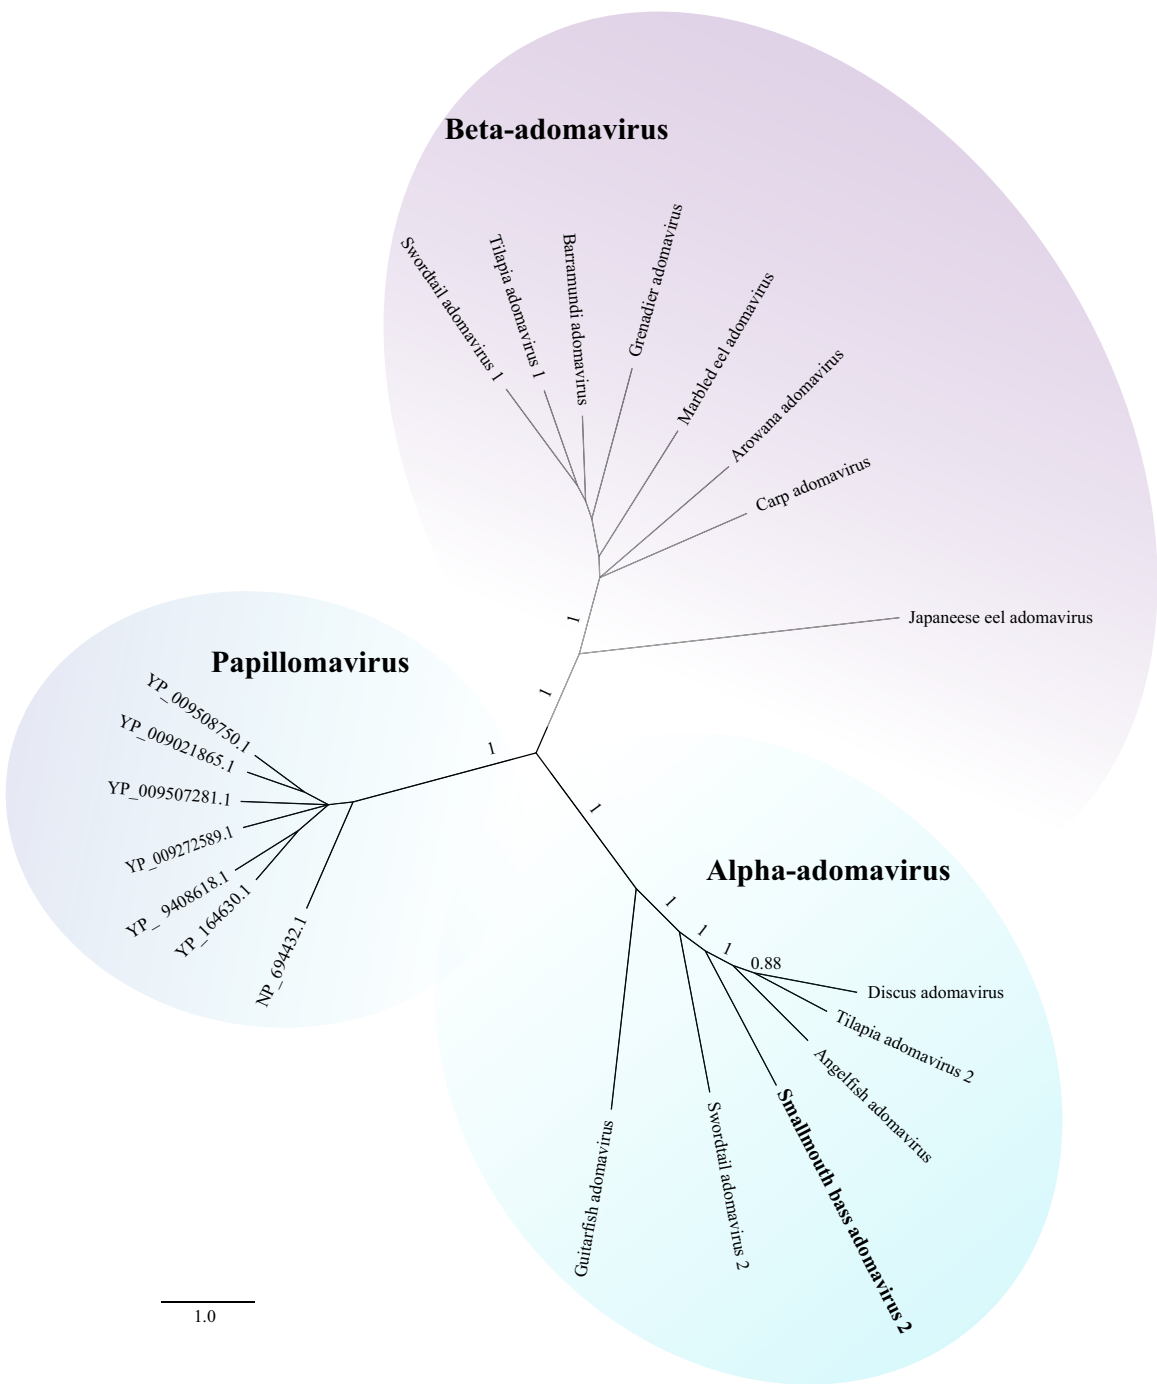 Beta-adomavirus
Swordtail adomavirus 1
Tilapia adomavirus 1
Barramundi adomavirus
Grenadier adomavirus
Marbled eel adomavirus
Arowana adomavirus
Carp adomavirus
Japaneese eel adomavirus
1
1
Papillomavirus
YP_009508750.1
YP_009021865.1
YP_009507281.1
YP_009272589.1
YP_ 9408618.1
YP_164630.1
NP_694432.1
1
1
Alpha-adomavirus
1
1
1
0.88
Discus adomavirus
Tilapia adomavirus 2
Angelfish adomavirus
Smallmouth bass adomavirus 2
Swordtail adomavirus 2
Guitarfish adomavirus
1.0